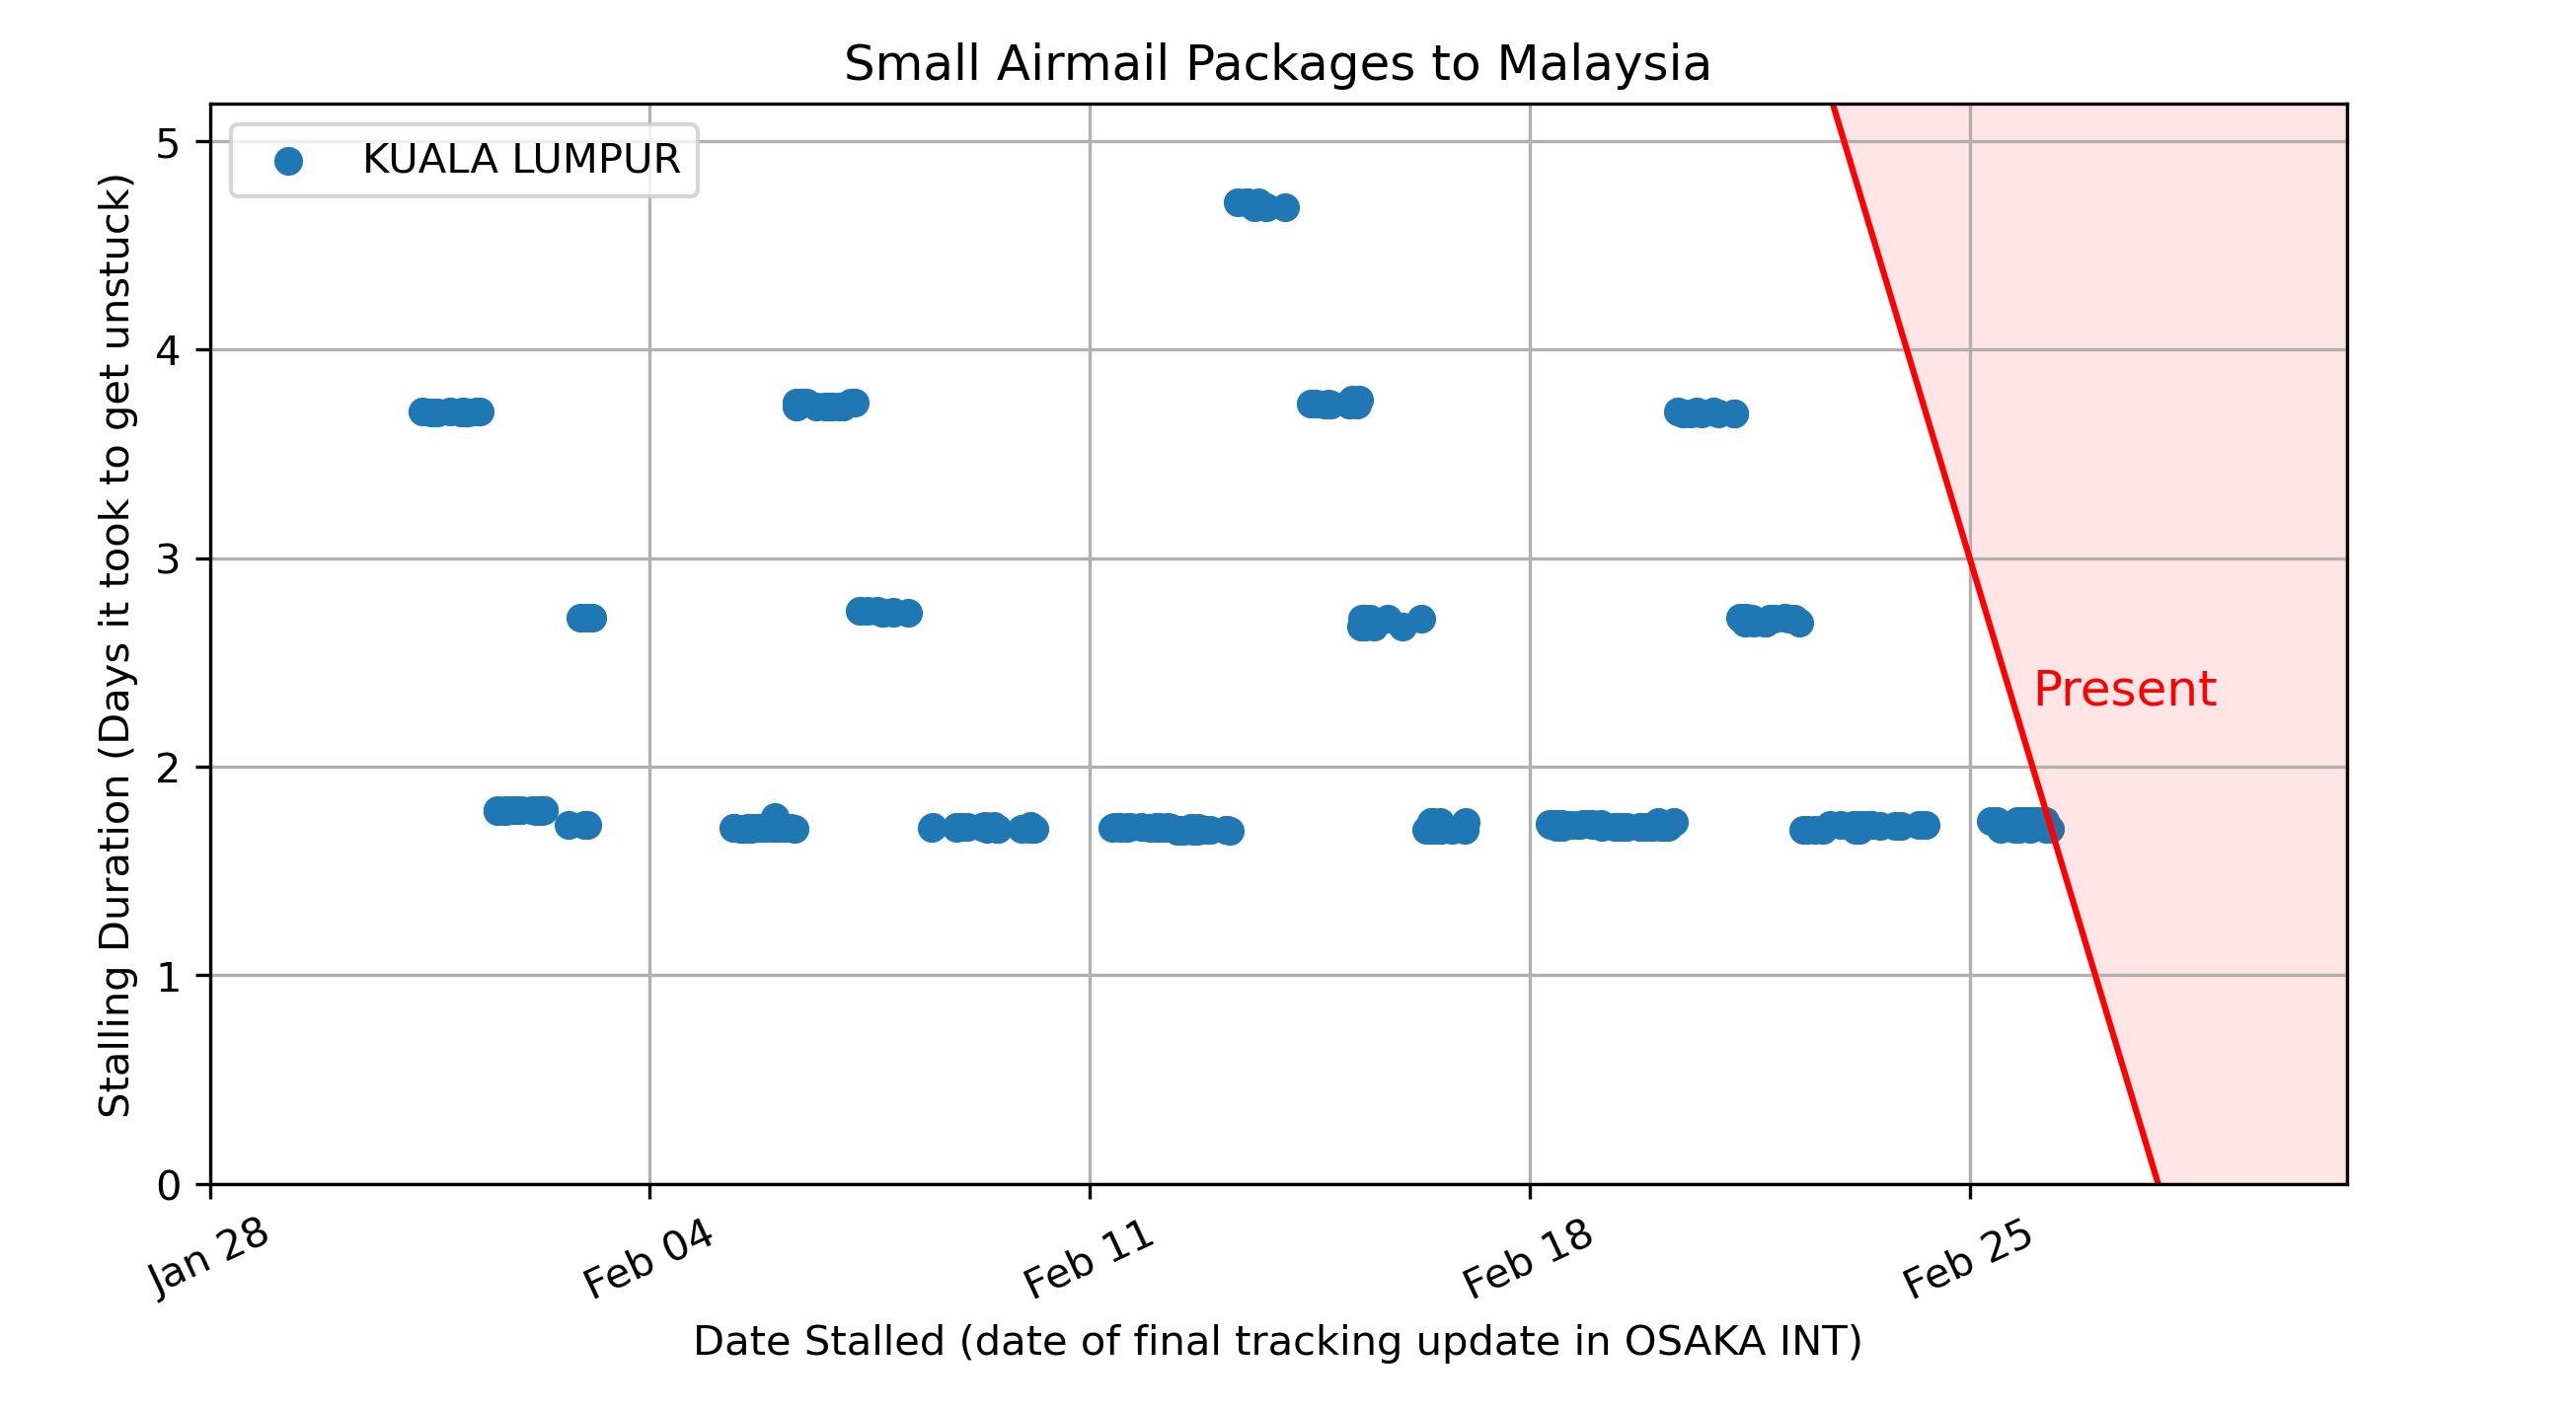 Small Airmail Packages to Malaysia
KUALA LUMPUR
Stalling Duration (Days it took to get unstuck)
5
4
3
2
1
0
Present
Jan 28
Feb 04
Feb 11
Feb 18
Feb 25
Date Stalled (date of final tracking update in OSAKA INT)